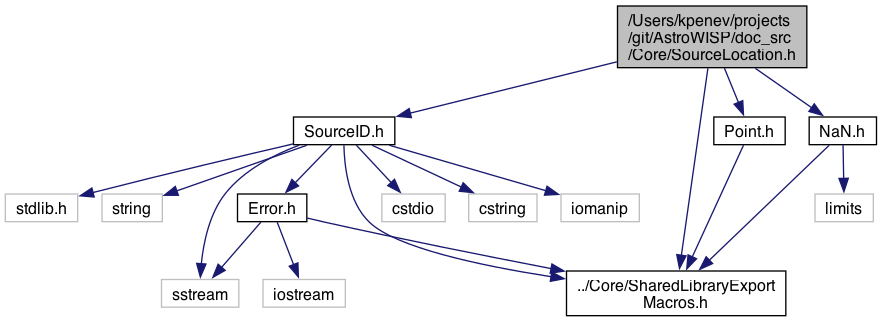 /Users/kpenev/projects
/git/AstroWISP/doc_src
/Core/SourceLocation.h
SourceID.h
Point.h
NaN.h
stdlib.h
string
Error.h
cstdio
cstring
iomanip
limits
sstream
iostream
../Core/SharedLibraryExport
Macros.h